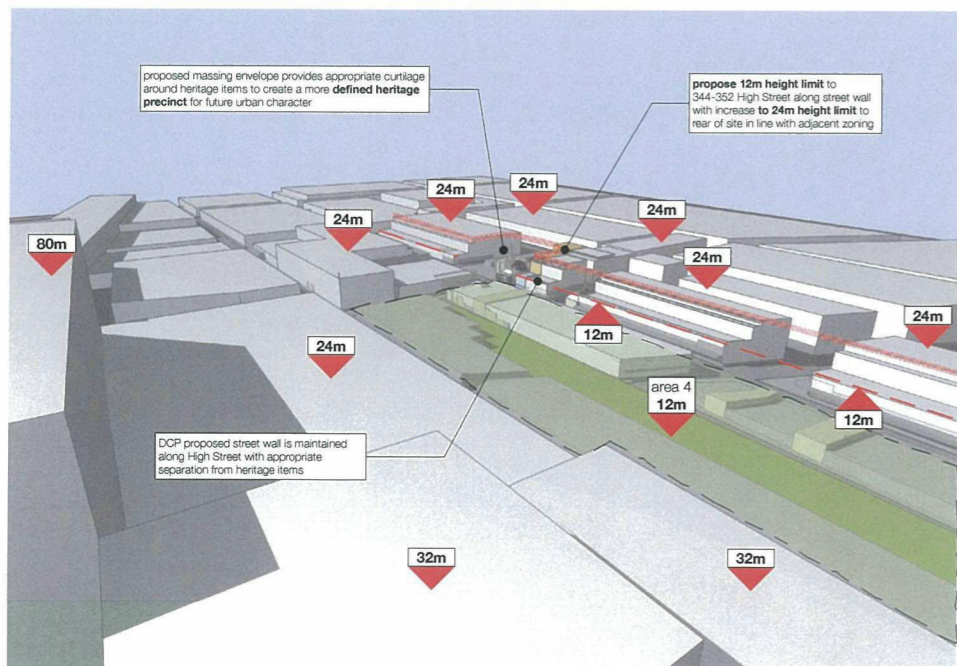 proposed massing envelope provides appropriate curtilage
around heritage items to create a more defined heritage
precinct for future urban character
propose 12m height limit to
344-352 High Street along street wall
with increase to 24m height limit to
rear of site in line with adjacent zoning
24m
24m
24m
24m
80m
24m
24m
24m
12m
area 4
12m
12m
DCP proposed street wall is maintained
along High Street with appropriate
separation from heritage items
32m
32m